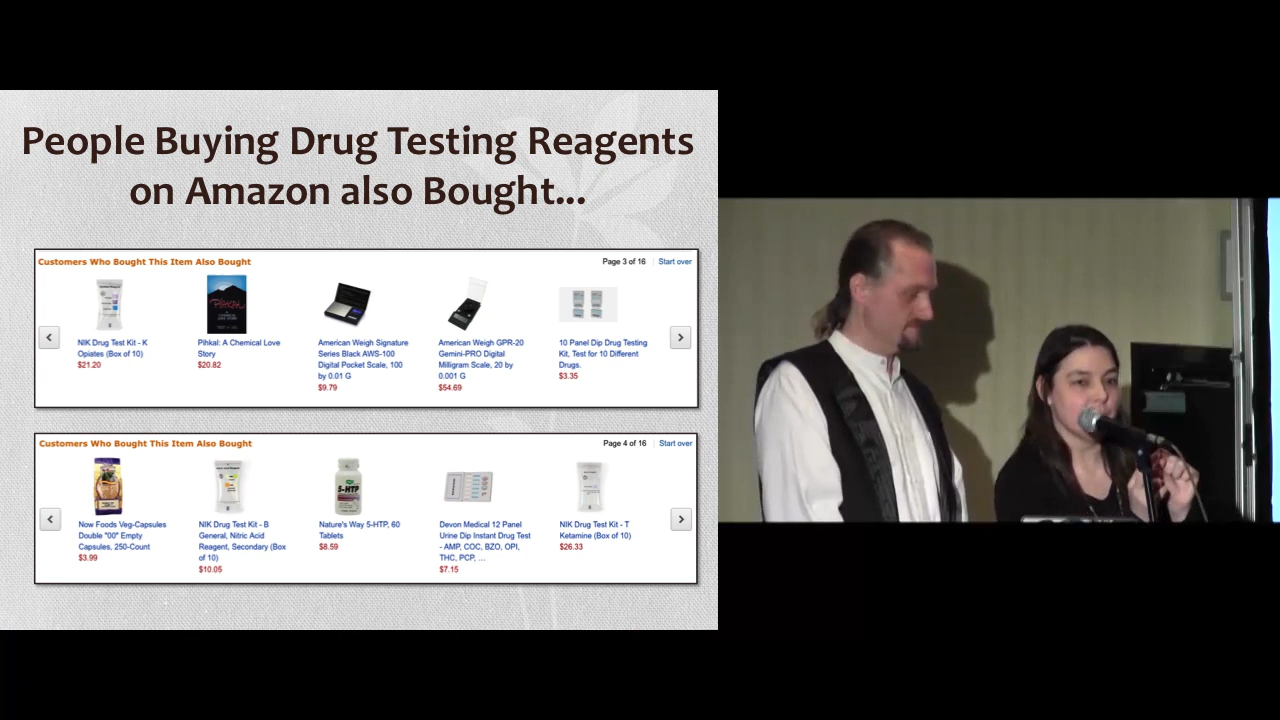 People Buying Drug Testing Reagents
on Amazon also Bought...
Customers Who Bought This Item Also Bought
Page 3 of 16 | Start over
NIK Drug Test Kit - K
Opiates (Box of 10)
$21.20
Pihkal: A Chemical Love
Story
$20.82
American Weigh Signature
Series Black AWS-100
Digital Pocket Scale, 100
by 0.01 G
$9.79
American Weigh GPR-20
Gemini-PRO Digital
Milligram Scale, 20 by
0.001 G
$54.69
10 Panel Dip Drug Testing
Kit, Test for 10 Different
Drugs.
$3.35
Customers Who Bought This Item Also Bought
Page 4 of 16 | Start over
5-HTP
Now Foods Veg-Capsules
Double "00" Empty
Capsules, 250-Count
$3.99
NIK Drug Test Kit - B
General, Nitric Acid
Reagent, Secondary (Box
of 10)
$10.05
Nature's Way 5-HTP, 60
Tablets
$8.59
Devon Medical 12 Panel
Urine Dip Instant Drug Test
- AMP, COC, BZO, OPI,
THC, PCP, ...
$7.15
NIK Drug Test Kit - T
Ketamine (Box of 10)
$26.33